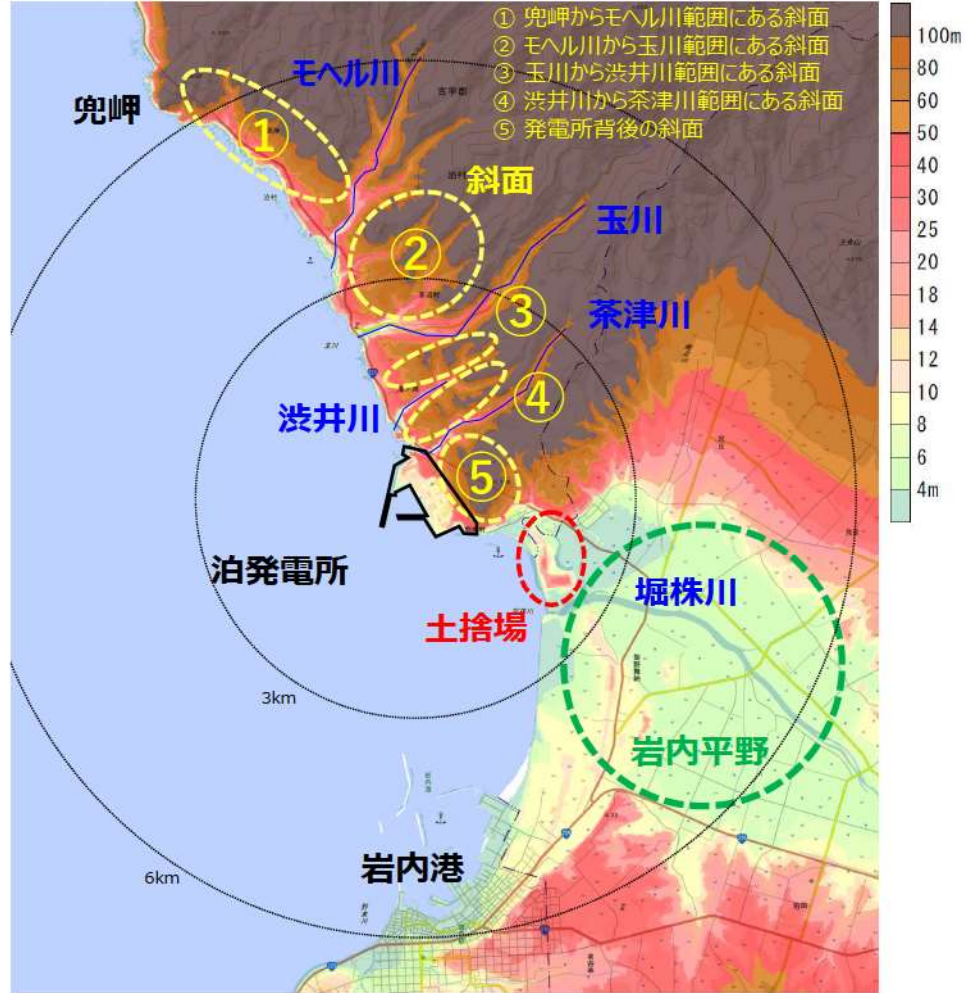 ① 兜岬からモヘル川範囲にある斜面
② モヘル川から玉川範囲にある斜面
③ 玉川から渋井川範囲にある斜面
④ 渋井川から茶津川範囲にある斜面
⑤ 発電所背後の斜面
モヘル川
兜岬
①
斜面
②
玉川
③
茶津川
渋井川
④
⑤
泊発電所
土捨場
堀株川
3km
岩内平野
岩内港
6km
100m
80
60
50
40
30
25
20
18
14
12
10
8
6
4m